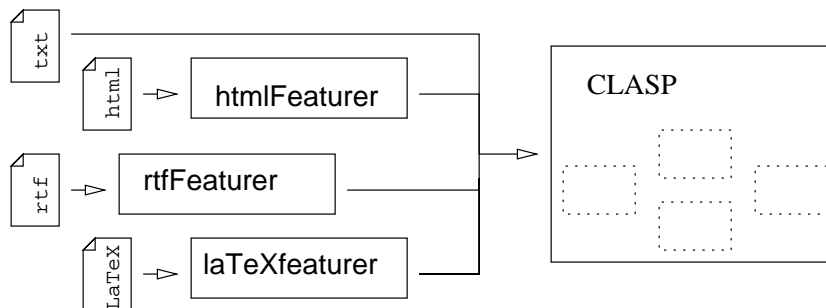 txt
html
htmlFeaturer
CLASP
rtf
rtfFeaturer
LaTeX
laTeXfeaturer